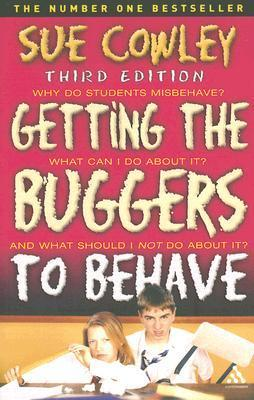 THE NUMBER ONE BESTSELLER
SUE COWLEY
THIRD EDITION
WHY DO STUDENTS MISBEHAVE?
GETTING THE
WHAT CAN I DO ABOUT IT?
BUGGERS
AND WHAT SHOULD I NOT DO ABOUT IT?
TO BEHAVE